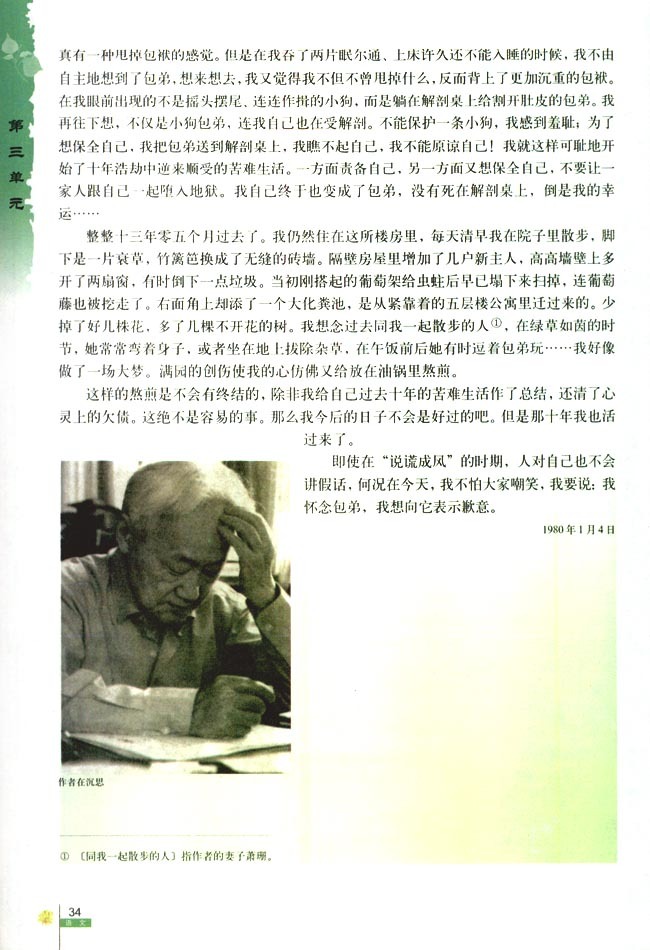 第三单元
真有一种甩掉包袱的感觉。但是在我吞了两片眠尔通、上床许久还不能入睡的时候,我不由
自主地想到了包弟,想来想去,我又觉得我不但不曾甩掉什么,反而背上了更加沉重的包袱。
在我眼前出现的不是摇头摆尾、连连作揖的小狗,而是躺在解剖桌上给割开肚皮的包弟。我
再往下想,不仅是小狗包弟,连我自己也在受解剖。不能保护一条小狗,我感到羞耻;为了
想保全自己,我把包弟送到解剖桌上,我瞧不起自己,我不能原谅自己!我就这样可耻地开
始了十年浩劫中逆来顺受的苦难生活。一方面责备自己,另一方面又想保全自己,不要让一
家人跟自己一起堕入地狱。我自己终于也变成了包弟,没有死在解剖桌上,倒是我的幸
运……
整整十三年零五个月过去了。我仍然住在这所楼房里,每天清早我在院子里散步,脚
下是一片衰草,竹篱笆换成了无缝的砖墙。隔壁房屋里增加了几户新主人,高高墙壁上多
开了两扇窗,有时倒下一点垃圾。当初刚搭起的葡萄架给虫蛀后早已塌下来扫掉,连葡萄
藤也被挖走了。右面角上却添了一个大化粪池,是从紧靠着的五层楼公寓里迁过来的。少
掉了好几株花,多了几棵不开花的树。我想念过去同我一起散步的人①,在绿草如茵的时
节,她常常弯着身子,或者坐在地上拔除杂草,在午饭前后她有时逗着包弟玩……我好像
做了一场大梦。满园的创伤使我的心仿佛又给放在油锅里熬煎。
这样的熬煎是不会有终结的,除非我给自己过去十年的苦难生活作了总结,还清了心
灵上的欠债。这绝不是容易的事。那么我今后的日子不会是好过的吧。但是那十年我也活
过来了。
即使在“说谎成风”的时期,人对自己也不会
讲假话,何况在今天,我不怕大家嘲笑,我要说:我
怀念包弟,我想向它表示歉意。
1980年1月4日
作者在沉思
① 〔同我一起散步的人〕指作者的妻子萧珊。
34
语 文